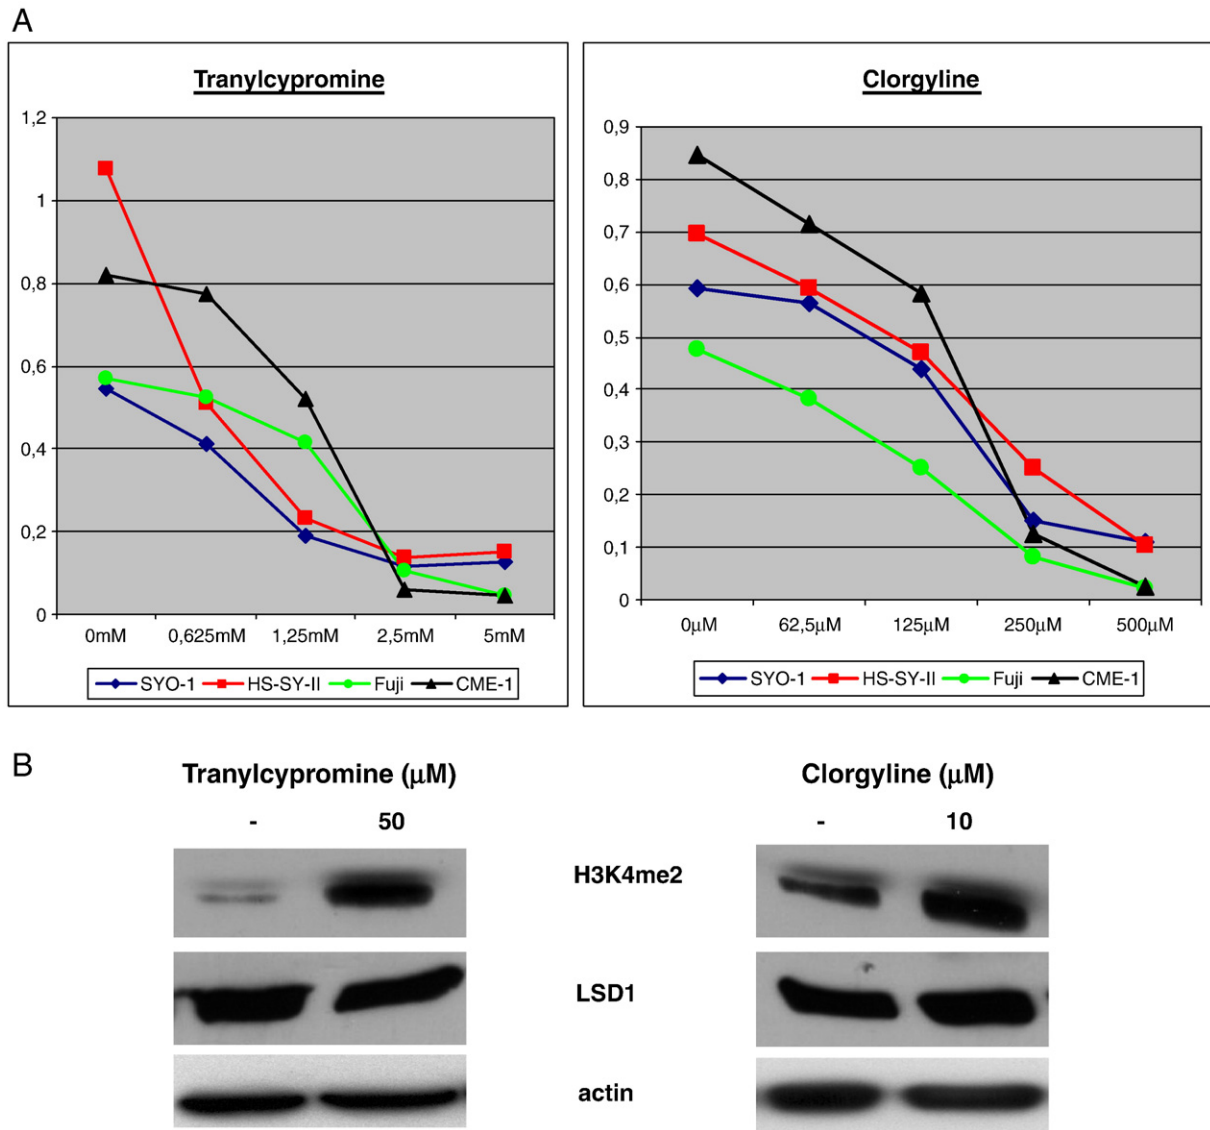 A
Tranylcypromine
1,2
1
0,8
0,6
0,4
0,2
0
0mM 0,625mM 1,25mM 2,5mM 5mM
SYO-1 HS-SY-II Fuji CME-1
Clorgyline
0,9
0,8
0,7
0,6
0,5
0,4
0,3
0,2
0,1
0
0µM 62,5µM 125µM 250µM 500µM
SYO-1 HS-SY-II Fuji CME-1
B
Tranylcypromine (µM)
- 50
Clorgyline (µM)
- 10
H3K4me2
LSD1
actin